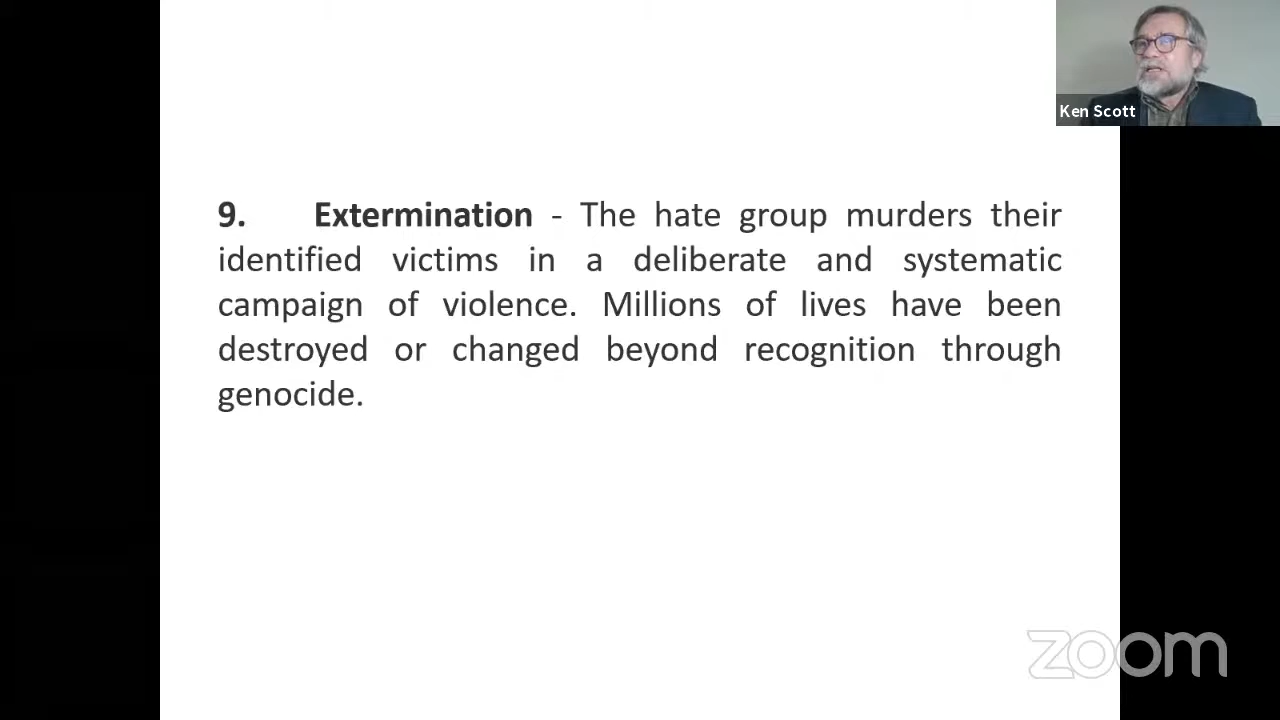 Ken Scott
9. Extermination - The hate group murders their
identified victims in a deliberate and systematic
campaign of violence. Millions of lives have been
destroyed or changed beyond recognition through
genocide.
zoom